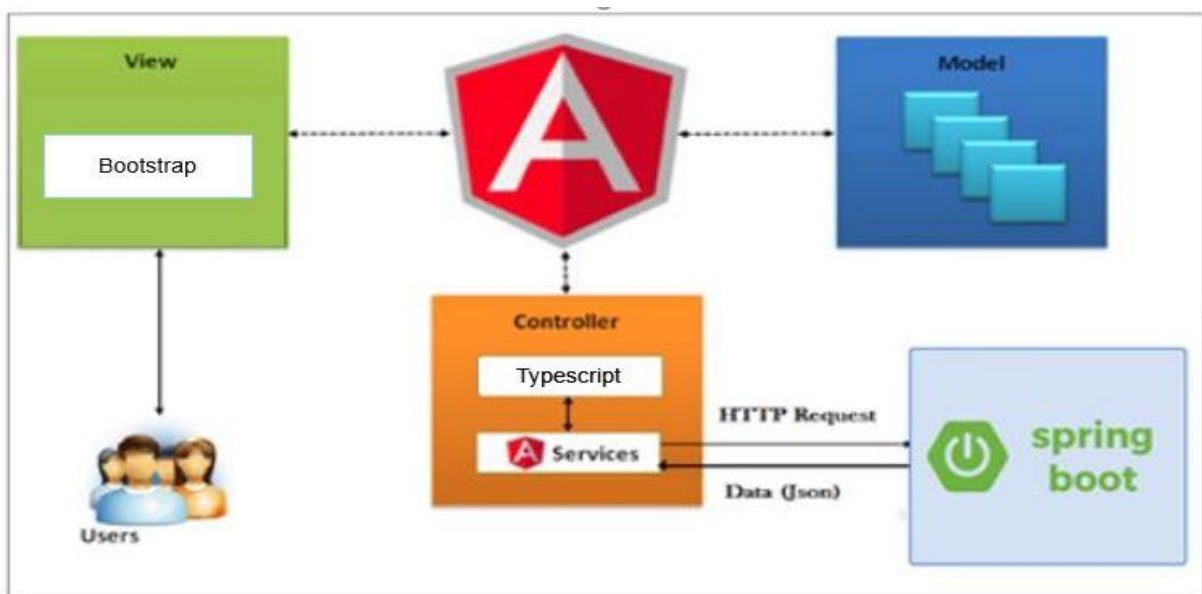 View
Bootstrap
Model
Controller
Typescript
Services
HTTP Request
Data (Json)
spring
boot
Users